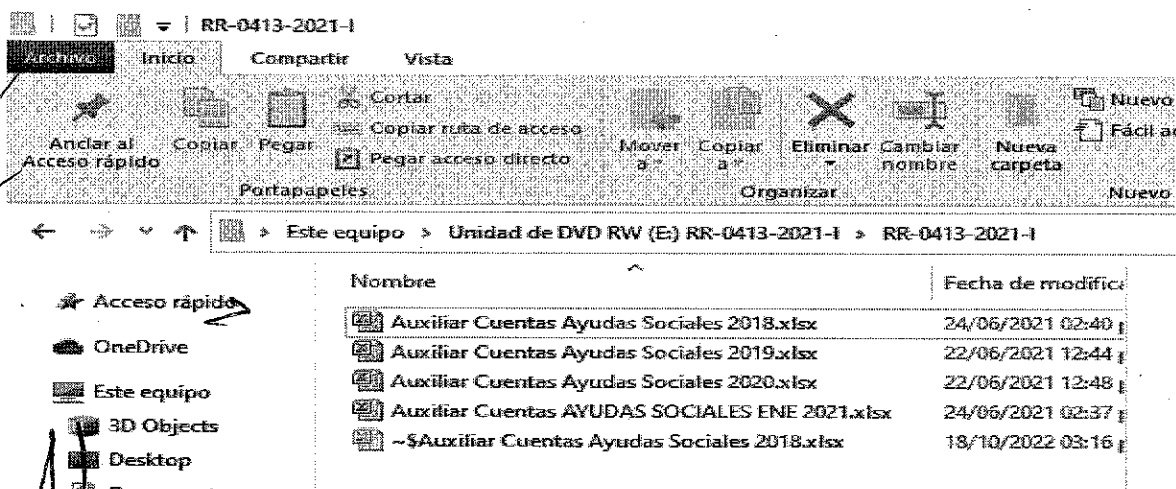 RR-0413-2021-I
Archivo Inicio Compartir Vista
Anclar al Acceso rápido
Copiar
Pegar
Cortar
Copiar ruta de acceso
Pegar acceso directo
Mover a
Copiar a
Eliminar
Cambiar nombre
Nueva carpeta
Nuevo
Fácil ac
Portapapeles Organizar Nuevo
Este equipo > Unidad de DVD RW (E:) RR-0413-2021-I > RR-0413-2021-I
Nombre Fecha de modifica
Acceso rápido
OneDrive
Este equipo
3D Objects
Desktop
Auxiliar Cuentas Ayudas Sociales 2018.xlsx 24/06/2021 02:40 p
Auxiliar Cuentas Ayudas Sociales 2019.xlsx 22/06/2021 12:44 p
Auxiliar Cuentas Ayudas Sociales 2020.xlsx 22/06/2021 12:48 p
Auxiliar Cuentas AYUDAS SOCIALES ENE 2021.xlsx 24/06/2021 02:37 p
~$Auxiliar Cuentas Ayudas Sociales 2018.xlsx 18/10/2022 03:16 p